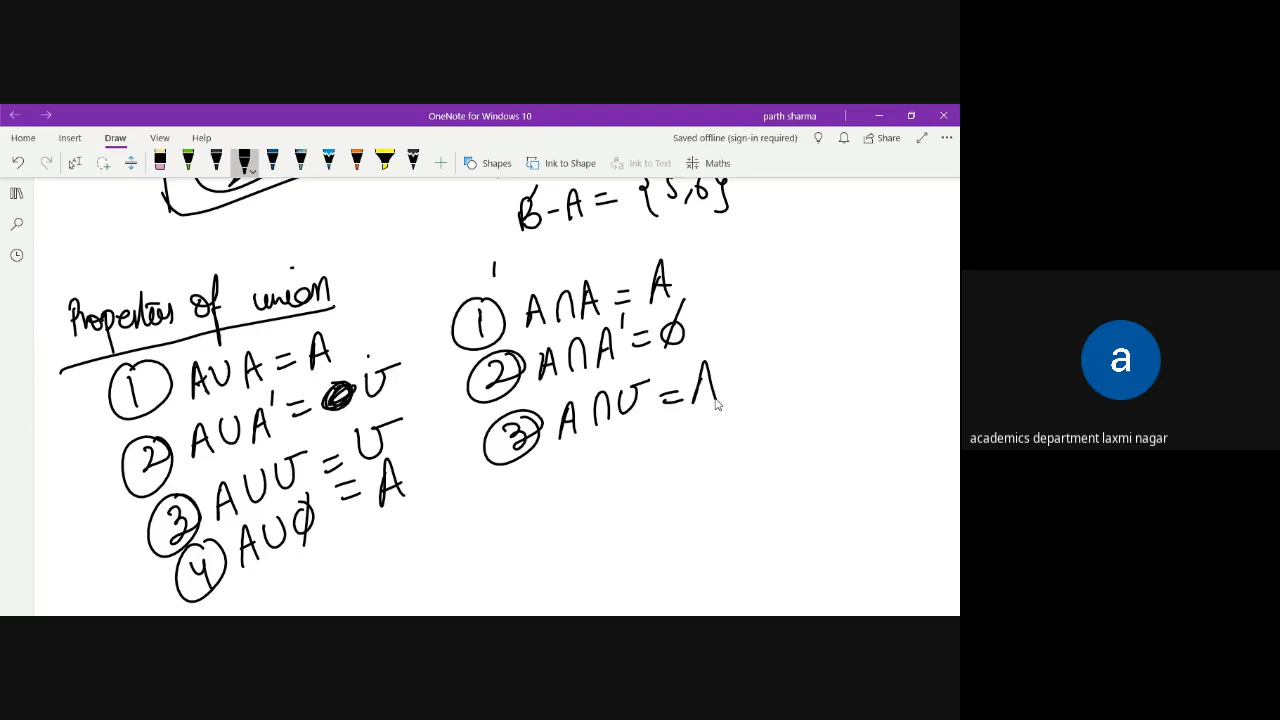 OneNote for Windows 10
parth sharma
Home Insert Draw View Help
Saved offline (sign-in required)
Share
Shapes
Ink to Shape
Ink to Text
Maths
B-A = {5,6}
Properties of union
① A∪A = A
② A∪A' = U
③ A∪U = U
④ A∪ϕ = A
① A∩A = A
② A∩A' = ϕ
③ A∩U = Λ
a
academics department laxmi nagar